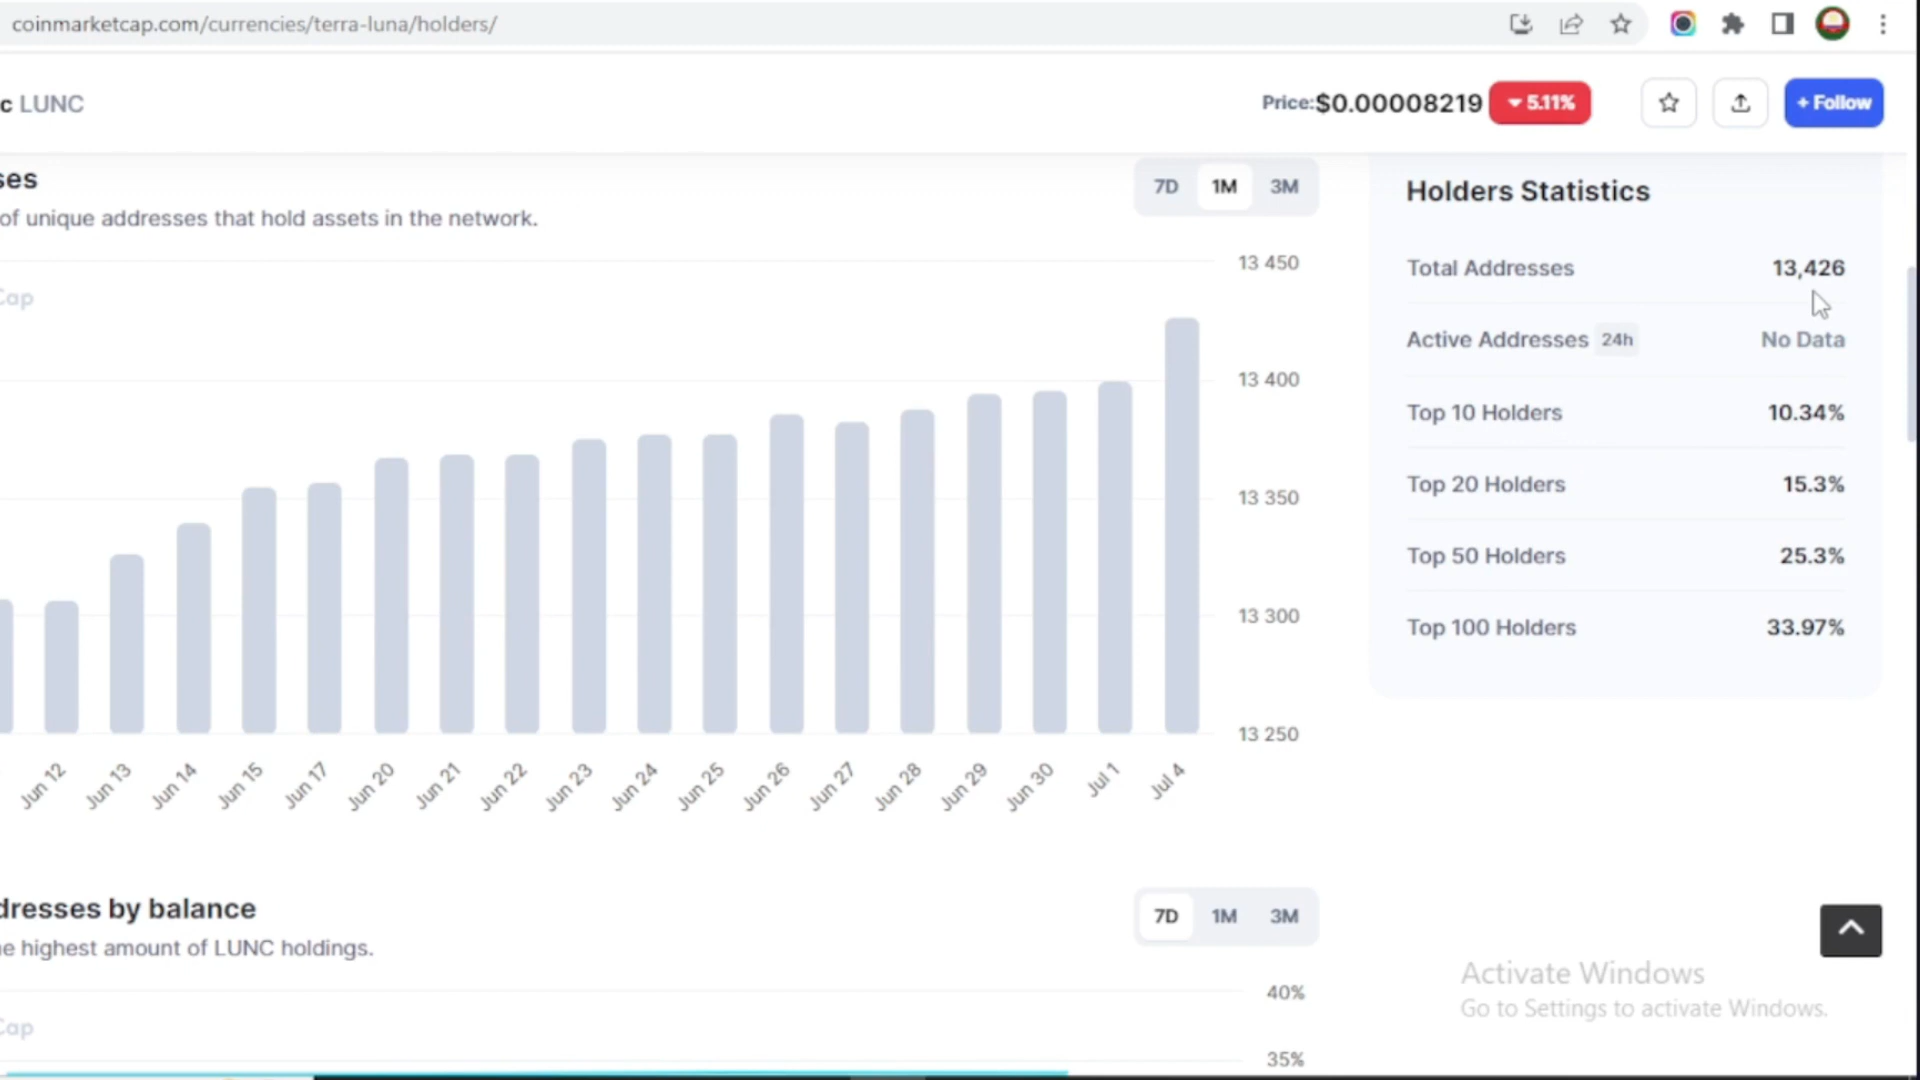 coinmarketcap.com/currencies/terra-luna/holders/
c LUNC
Price:$0.00008219 5.11%
+ Follow
ses
of unique addresses that hold assets in the network.
7D 1M 3M
Cap
13 450
13 400
13 350
13 300
13 250
Jun 12 Jun 13 Jun 14 Jun 15 Jun 17 Jun 20 Jun 21 Jun 22 Jun 23 Jun 24 Jun 25 Jun 26 Jun 27 Jun 28 Jun 29 Jun 30 Jul 1 Jul 4
Holders Statistics
Total Addresses 13,426
Active Addresses 24h No Data
Top 10 Holders 10.34%
Top 20 Holders 15.3%
Top 50 Holders 25.3%
Top 100 Holders 33.97%
dresses by balance
e highest amount of LUNC holdings.
7D 1M 3M
Cap
40%
35%
Activate Windows
Go to Settings to activate Windows.